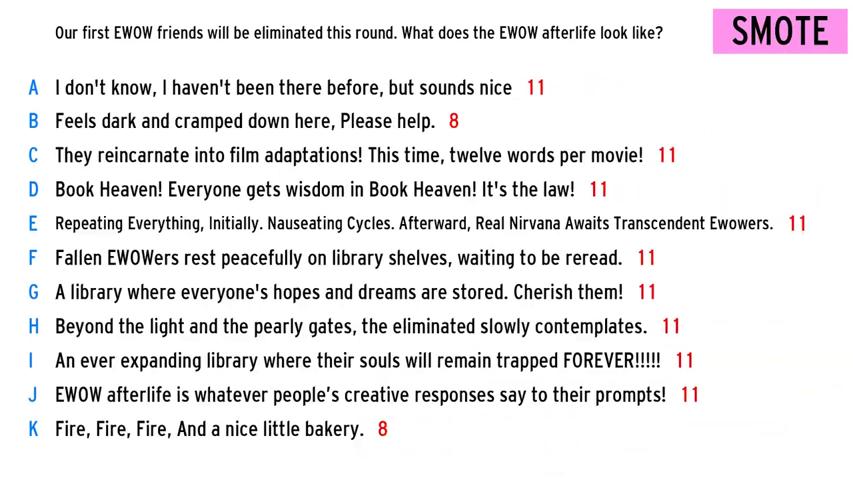 Our first EWOW friends will be eliminated this round. What does the EWOW afterlife look like?
SMOTE
A I don't know, I haven't been there before, but sounds nice 11
B Feels dark and cramped down here, Please help. 8
C They reincarnate into film adaptations! This time, twelve words per movie! 11
D Book Heaven! Everyone gets wisdom in Book Heaven! It's the law! 11
E Repeating Everything, Initially. Nauseating Cycles. Afterward, Real Nirvana Awaits Transcendent Ewowers. 11
F Fallen EWOWers rest peacefully on library shelves, waiting to be reread. 11
G A library where everyone's hopes and dreams are stored. Cherish them! 11
H Beyond the light and the pearly gates, the eliminated slowly contemplates. 11
I An ever expanding library where their souls will remain trapped FOREVER!!!!! 11
J EWOW afterlife is whatever people’s creative responses say to their prompts! 11
K Fire, Fire, Fire, And a nice little bakery. 8